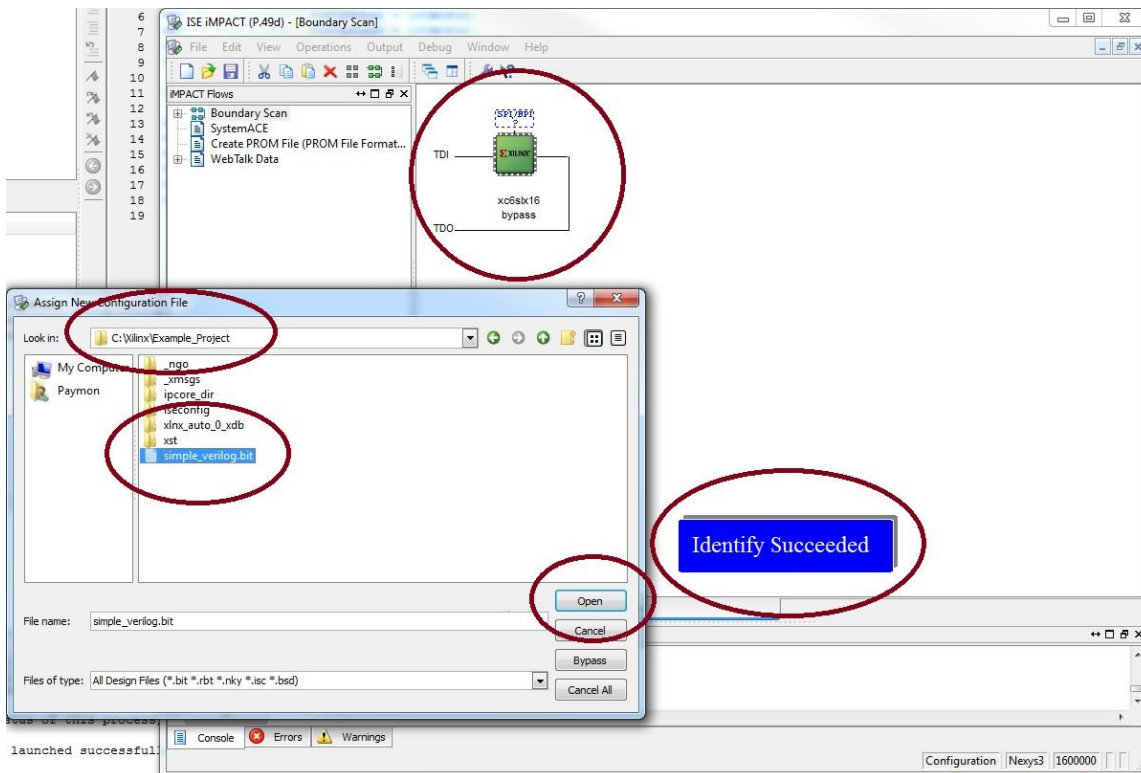 6
7
8
9
10
11
12
13
14
15
16
17
18
19
ISE iMPACT (P.49d) - [Boundary Scan]
File Edit View Operations Output Debug Window Help
iMPACT Flows
Boundary Scan
SystemACE
Create PROM File (PROM File Format...
WebTalk Data
SPI/BPI
?
TDI
XILINX
xc6slx16
bypass
TDO
Assign New Configuration File
Look in: C:\Xilinx\Example_Project
My Computer
Paymon
_ngo
_xmsgs
ipcore_dir
iseconfig
xlnx_auto_0_xdb
xst
simple_verilog.bit
Identify Succeeded
Open
File name: simple_verilog.bit
Cancel
Bypass
Files of type: All Design Files (*.bit *.rbt *.nky *.isc *.bsd)
Cancel All
of this process
launched successful
Console Errors Warnings
Configuration Nexys3 1600000